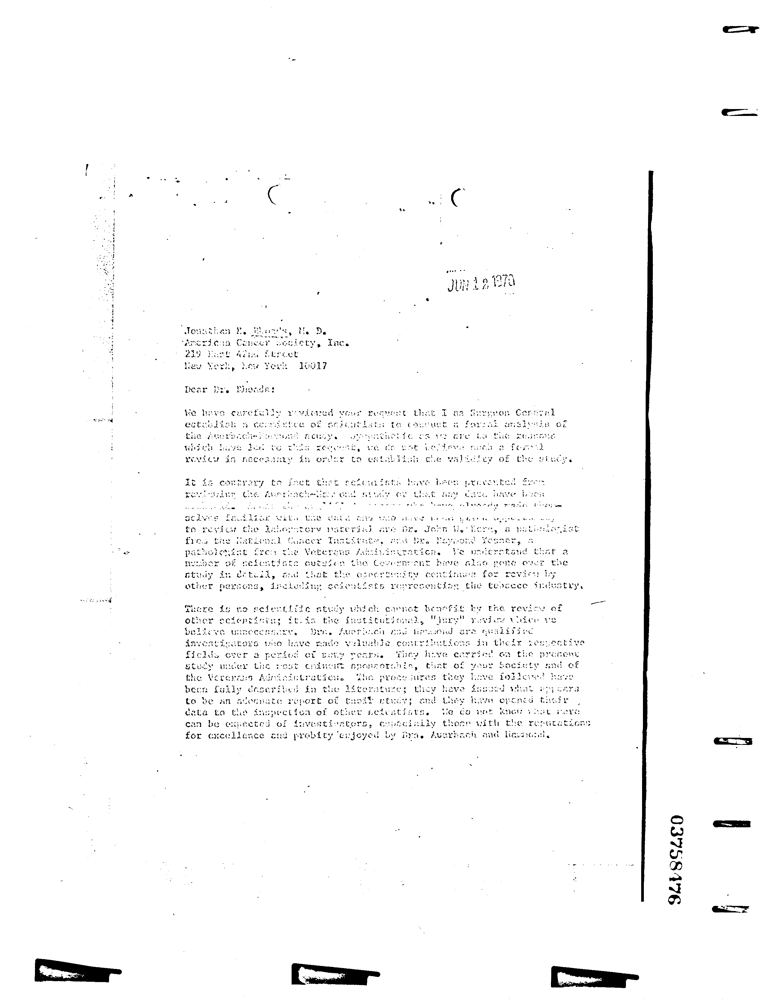 JUN 12 1970
Jonathan E. Rhoads, M. D.
American Cancer Society, Inc.
219 East 42nd Street
New York, New York 10017
Dear Dr. Rhoads:
We have carefully reviewed your request that I as Surgeon General
establish a committee of scientists to conduct a formal analysis of
the Auerbach-Hammond study. Sympathetic as we are to the reasons
which have led to this request, we do not believe such a formal
review is necessary in order to establish the validity of the study.
It is contrary to fact that scientists have been prevented from
reviewing the Auerbach-Hammond study or that any data have been
have already made them-
selves familiar with the data and who have been given
to review the laboratory material are Dr. John W. a pathologist
from the National Cancer Institute, and Dr. Raymond Yesner, a
pathologist from the Veterans Administration. We understand that a
number of scientists outside the Government have also gone over the
study in detail, and that the opportunity continues for review by
other persons, including scientists representing the tobacco industry.
There is no scientific study which cannot benefit by the review of
other scientists; it is the institutional, "jury" review which we
believe unnecessary. Drs. Auerbach and Hammond are qualified
investigators who have made valuable contributions in their respective
fields over a period of many years. They have carried on the present
study under the most eminent sponsorship, that of your Society and of
the Veterans Administration. The procedures they have followed have
been fully described in the literature; they have issued what appears
to be an adequate report of their study; and they have opened their
data to the inspection of other scientists. We do not know what more
can be expected of investigators, especially those with the reputations
for excellence and probity enjoyed by Drs. Auerbach and Hammond.
03758476